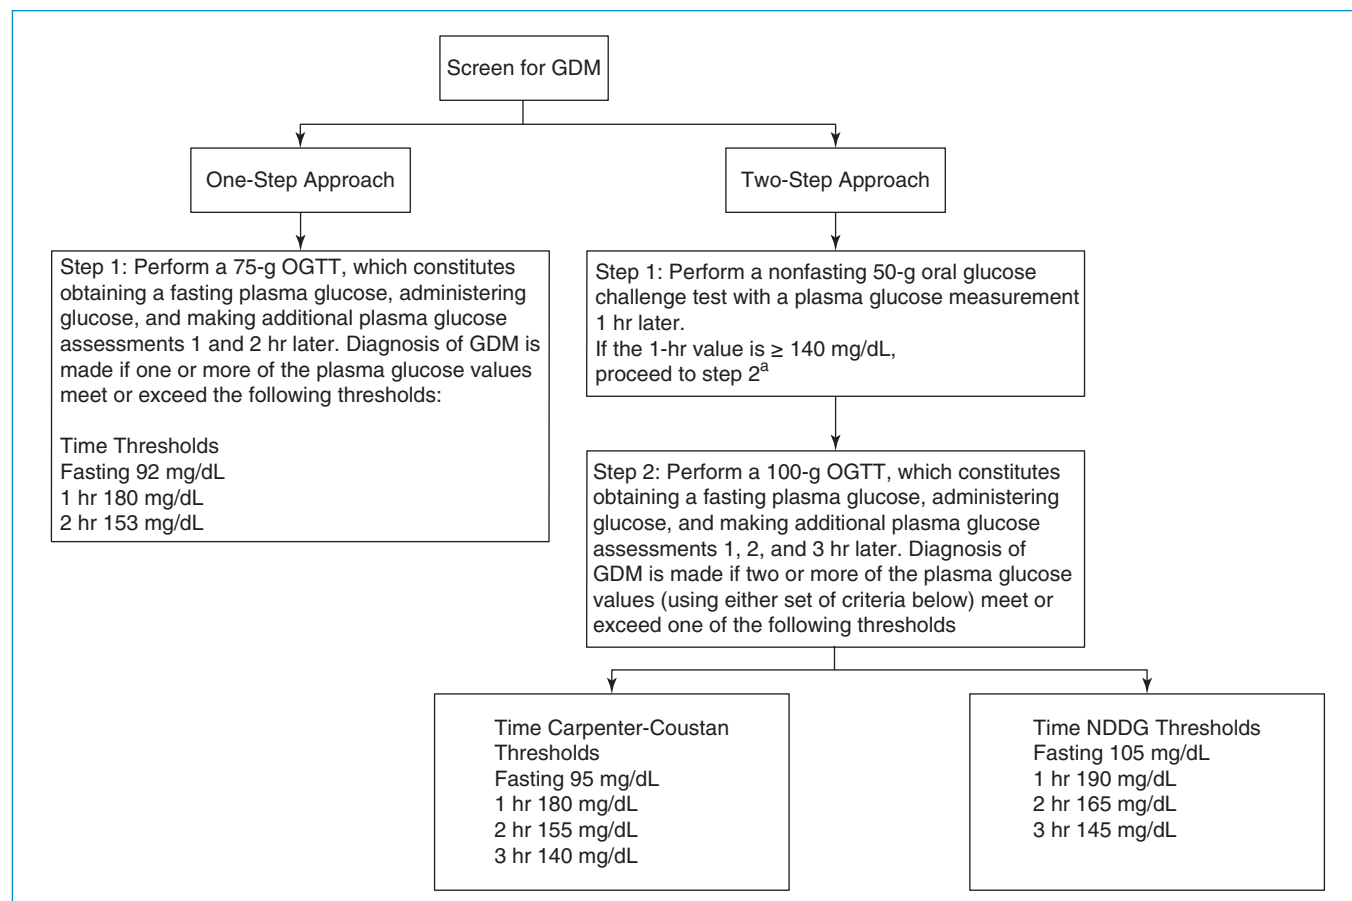 Screen for GDM
One-Step Approach
Two-Step Approach
Step 1: Perform a 75-g OGTT, which constitutes
obtaining a fasting plasma glucose, administering
glucose, and making additional plasma glucose
assessments 1 and 2 hr later. Diagnosis of GDM is
made if one or more of the plasma glucose values
meet or exceed the following thresholds:
Time Thresholds
Fasting 92 mg/dL
1 hr 180 mg/dL
2 hr 153 mg/dL
Step 1: Perform a nonfasting 50-g oral glucose
challenge test with a plasma glucose measurement
1 hr later.
If the 1-hr value is ≥ 140 mg/dL,
proceed to step 2ᵃ
Step 2: Perform a 100-g OGTT, which constitutes
obtaining a fasting plasma glucose, administering
glucose, and making additional plasma glucose
assessments 1, 2, and 3 hr later. Diagnosis of
GDM is made if two or more of the plasma glucose
values (using either set of criteria below) meet or
exceed one of the following thresholds
Time Carpenter-Coustan
Thresholds
Fasting 95 mg/dL
1 hr 180 mg/dL
2 hr 155 mg/dL
3 hr 140 mg/dL
Time NDDG Thresholds
Fasting 105 mg/dL
1 hr 190 mg/dL
2 hr 165 mg/dL
3 hr 145 mg/dL